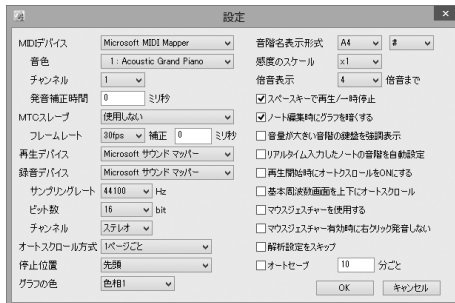 設定
MIDIデバイス Microsoft MIDI Mapper
音色 1 : Acoustic Grand Piano
チャンネル 1
発音補正時間 0 ミリ秒
MTCスレーブ 使用しない
フレームレート 30fps 補正 0 ミリ秒
再生デバイス Microsoft サウンド マッパー
録音デバイス Microsoft サウンド マッパー
サンプリングレート 44100 Hz
ビット数 16 bit
チャンネル ステレオ
オートスクロール方式 1ページごと
停止位置 先頭
グラフの色 色相1
音階名表示形式 A4 #
感度のスケール x1
倍音表示 4 倍音まで
スペースキーで再生/一時停止
ノート編集時にグラフを暗くする
音量が大きい音階の鍵盤を強調表示
リアルタイム入力したノートの音階を自動設定
再生開始時にオートスクロールをONにする
基本周波数画面を上下にオートスクロール
マウスジェスチャーを使用する
マウスジェスチャー有効時に右クリック発音しない
解析設定をスキップ
オートセーブ 10 分ごと
OK キャンセル